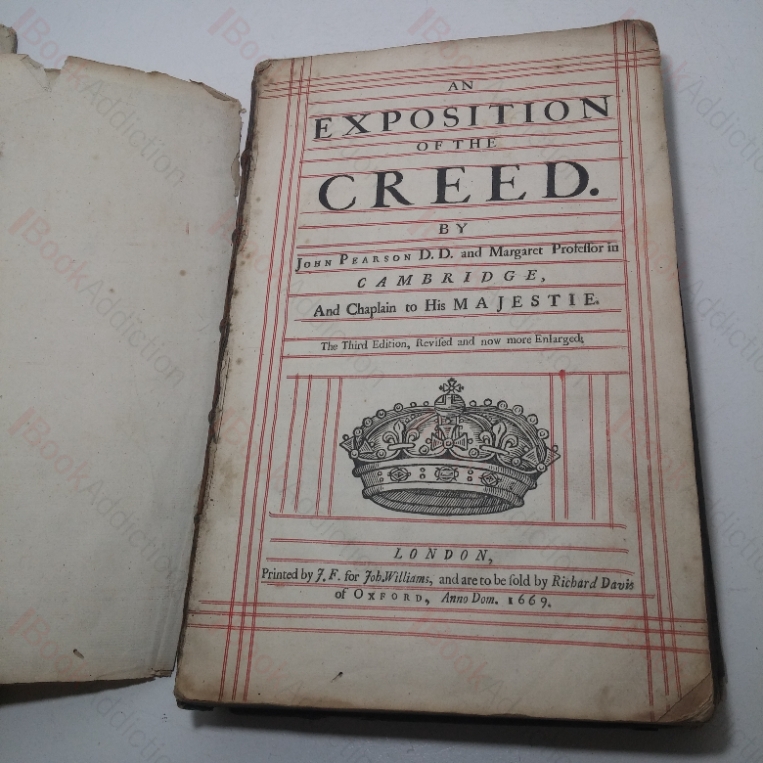 AN
EXPOSITION
OF THE
CREED.
BY
JOHN PEARSON D.D. and Margaret Profeſſor in
CAMBRIDGE,
And Chaplain to His MAJESTIE.
The Third Edition, Reviſed and now more Enlarged;
LONDON,
Printed by J. F. for Joh. Williams, and are to be ſold by Richard Davis
of OXFORD, Anno Dom. 1669.
BookAddiction